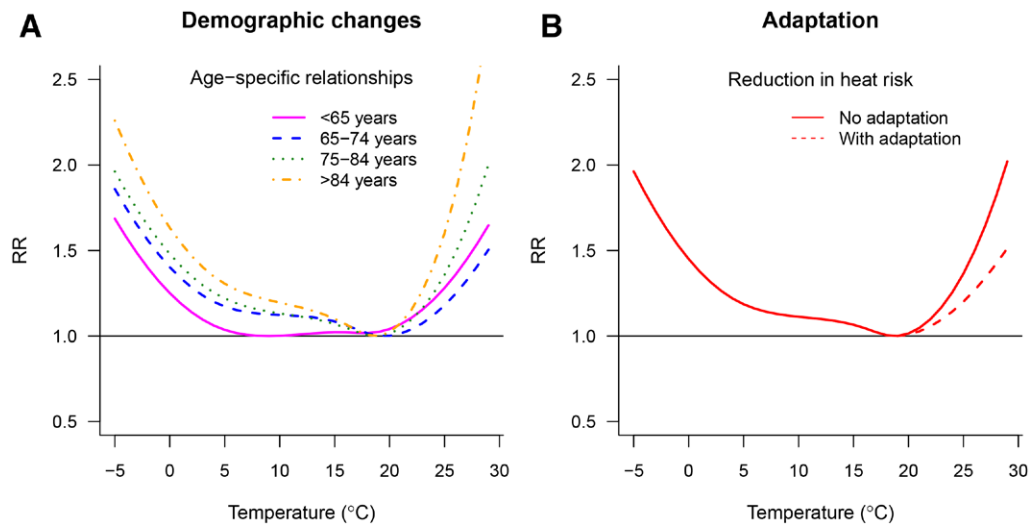 A
Demographic changes
Age−specific relationships
<65 years
65−74 years
75−84 years
>84 years
RR
2.5
2.0
1.5
1.0
0.5
−5 0 5 10 15 20 25 30
Temperature (°C)
B
Adaptation
Reduction in heat risk
No adaptation
With adaptation
RR
2.5
2.0
1.5
1.0
0.5
−5 0 5 10 15 20 25 30
Temperature (°C)